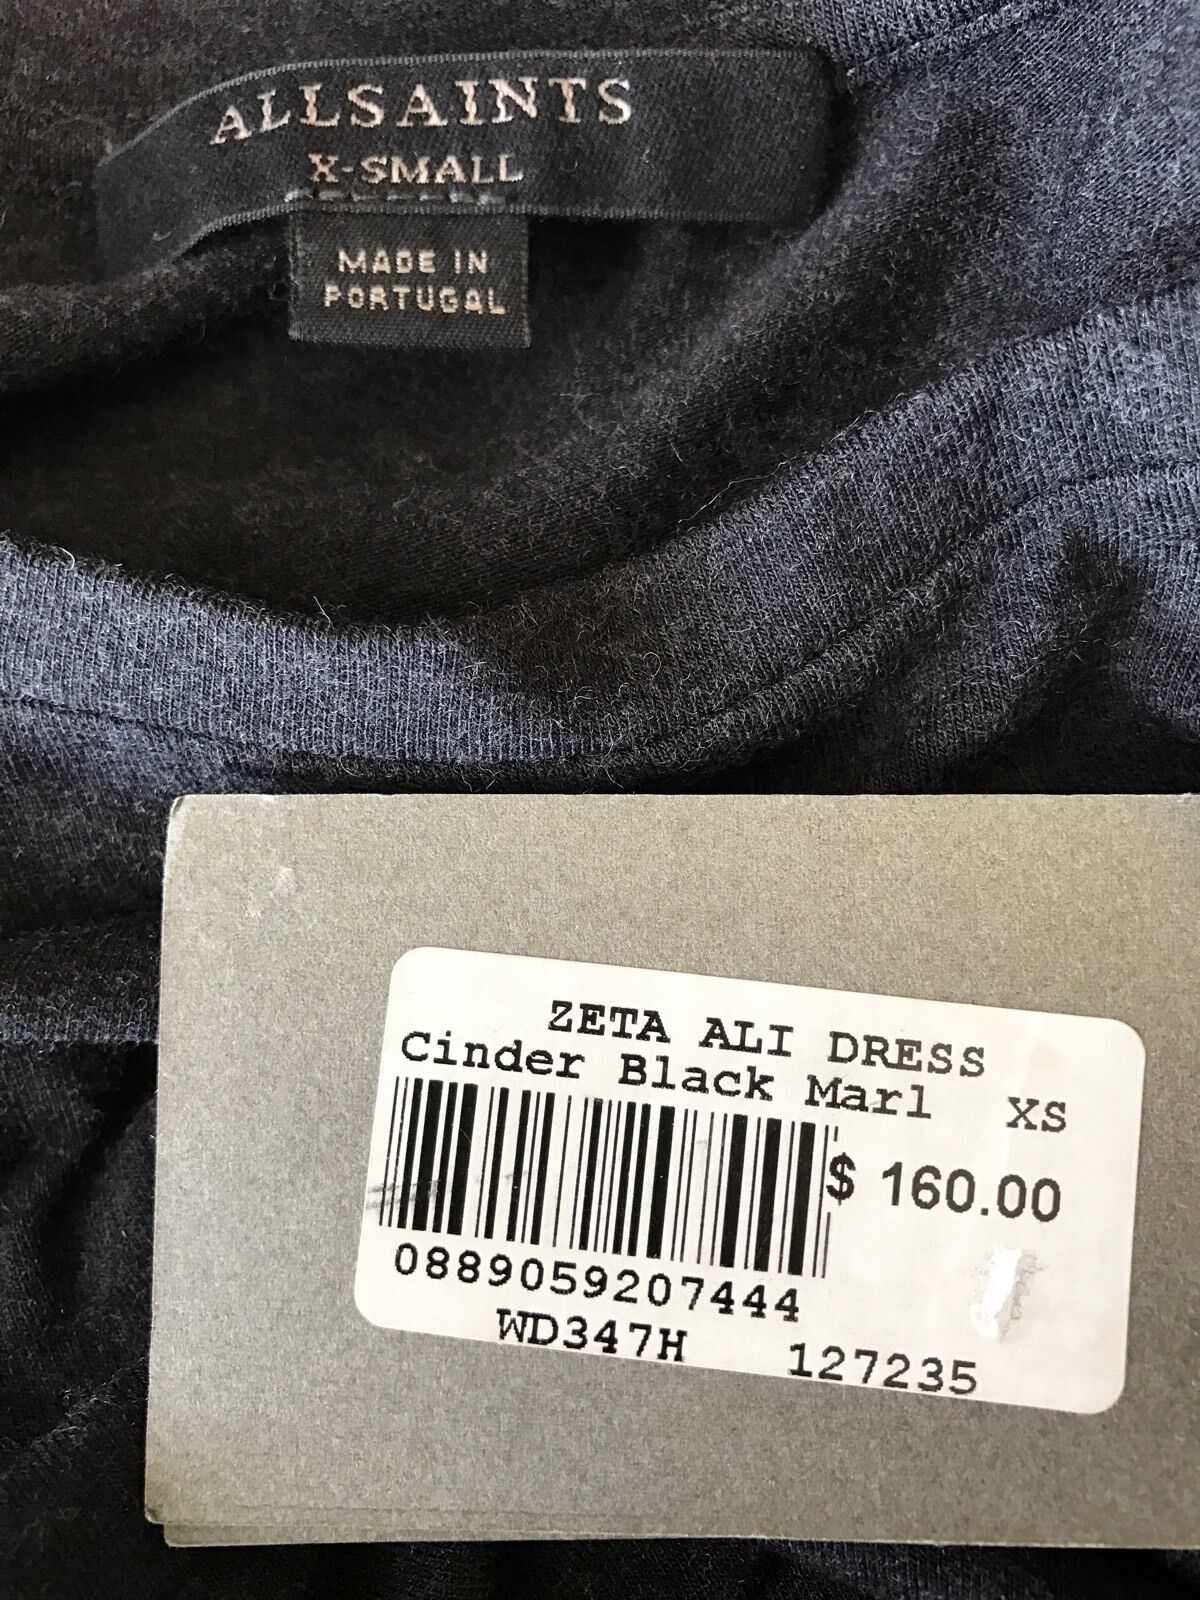 ALLSAINTS
X-SMALL
MADE IN
PORTUGAL
ZETA ALI DRESS
Cinder Black Marl XS
$ 160.00
0889059207444
WD347H 127235